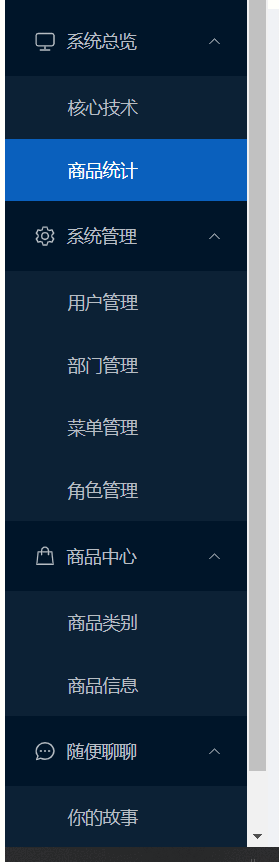 系统总览
核心技术
商品统计
系统管理
用户管理
部门管理
菜单管理
角色管理
商品中心
商品类别
商品信息
随便聊聊
你的故事